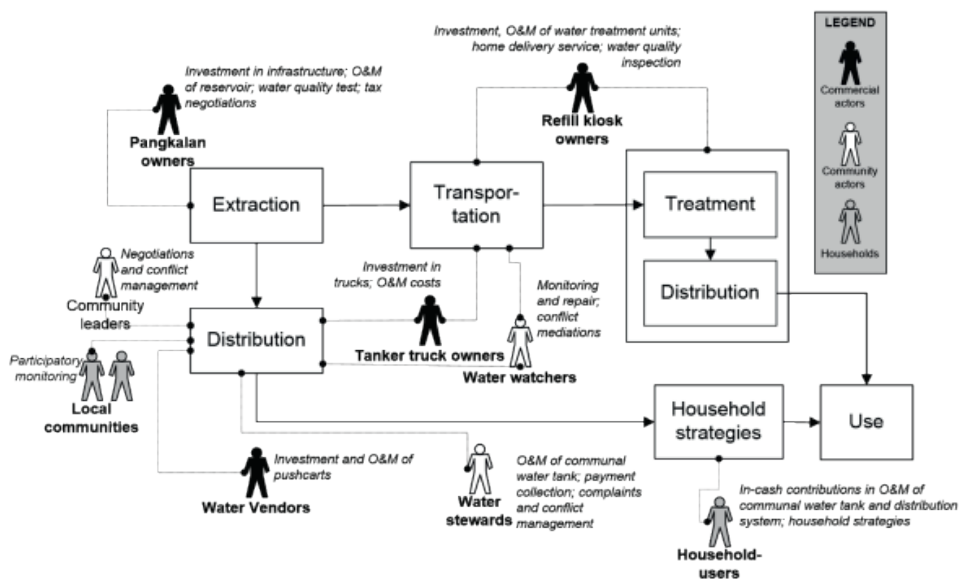 Investment, O&M of water treatment units;
home delivery service; water quality
inspection
LEGEND
Commercial
actors
Community
actors
Households
Investment in infrastructure; O&M
of reservoir; water quality test; tax
negotiations
Pangkalan
owners
Refill kiosk
owners
Extraction
Transpor-
tation
Treatment
Distribution
Negotiations
and conflict
management
Community
leaders
Investment in
trucks; O&M costs
Monitoring
and repair;
conflict
mediations
Distribution
Tanker truck owners
Water watchers
Participatory
monitoring
Local
communities
Household
strategies
Use
Investment and O&M of
pushcarts
Water Vendors
Water
stewards
O&M of communal
water tank; payment
collection; complaints
and conflict
management
In-cash contributions in O&M of
communal water tank and distribution
system; household strategies
Household-
users